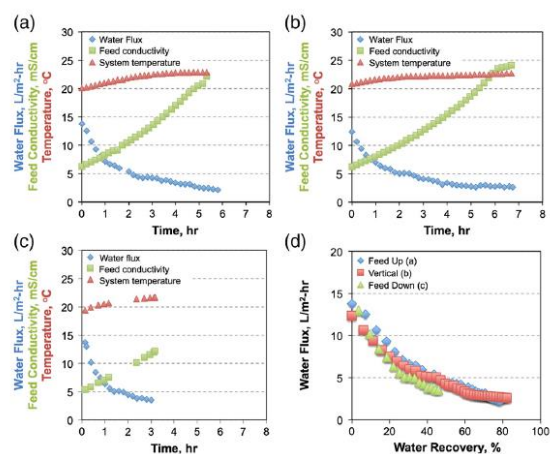 (a)
Water Flux
Feed conductivity
System temperature
30
25
20
15
10
5
0
0 1 2 3 4 5 6 7 8
Time, hr
Water Flux, L/m²-hr
Feed Conductivity, mS/cm
Temperature, °C
(b)
Water Flux
Feed conductivity
System temperature
30
25
20
15
10
5
0
0 1 2 3 4 5 6 7 8
Time, hr
Water Flux, L/m²-hr
Feed Conductivity, mS/cm
Temperature, °C
(c)
Water flux
Feed conductivity
System temperature
30
25
20
15
10
5
0
0 1 2 3 4 5 6 7 8
Time, hr
Water Flux, L/m²-hr
Feed Conductivity, mS/cm
Temperature, °C
(d)
Feed Up (a)
Vertical (b)
Feed Down (c)
20
15
10
5
0
0 20 40 60 80 100
Water Recovery, %
Water Flux, L/m²-hr